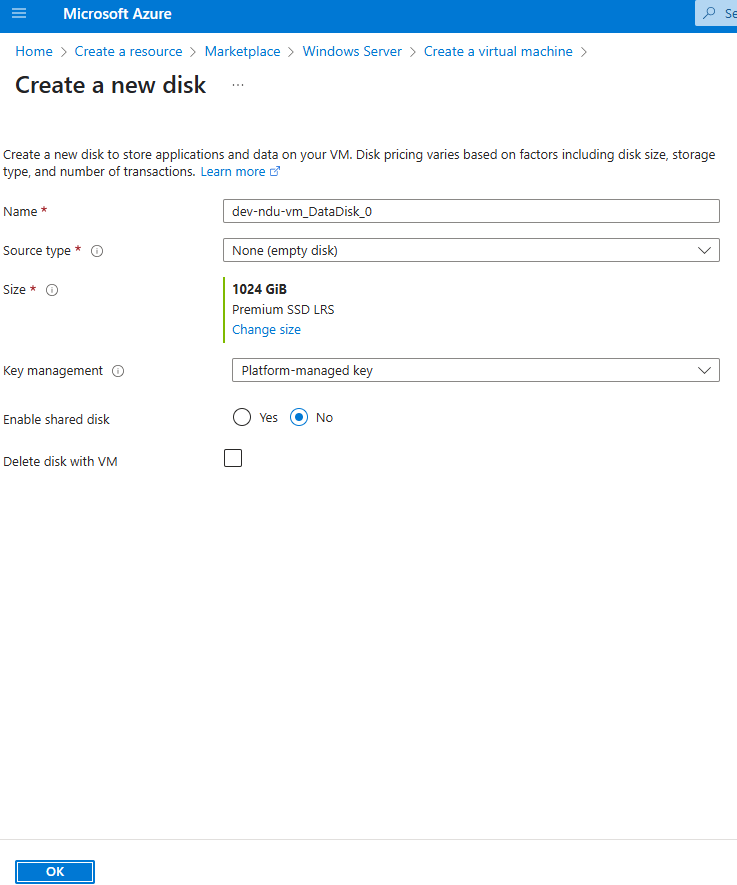 Microsoft Azure
Home > Create a resource > Marketplace > Windows Server > Create a virtual machine >
Create a new disk ...
Create a new disk to store applications and data on your VM. Disk pricing varies based on factors including disk size, storage
type, and number of transactions. Learn more
Name *
dev-ndu-vm_DataDisk_0
Source type *
None (empty disk)
Size *
1024 GiB
Premium SSD LRS
Change size
Key management
Platform-managed key
Enable shared disk
Yes No
Delete disk with VM
OK